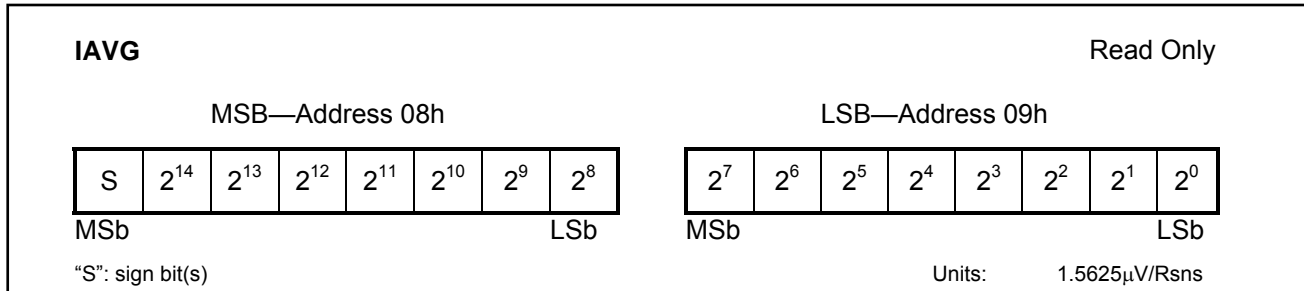 IAVG Read Only
MSB—Address 08h LSB—Address 09h
S 2^14 2^13 2^12 2^11 2^10 2^9 2^8 2^7 2^6 2^5 2^4 2^3 2^2 2^1 2^0
MSb LSb MSb LSb
“S”: sign bit(s) Units: 1.5625μV/Rsns